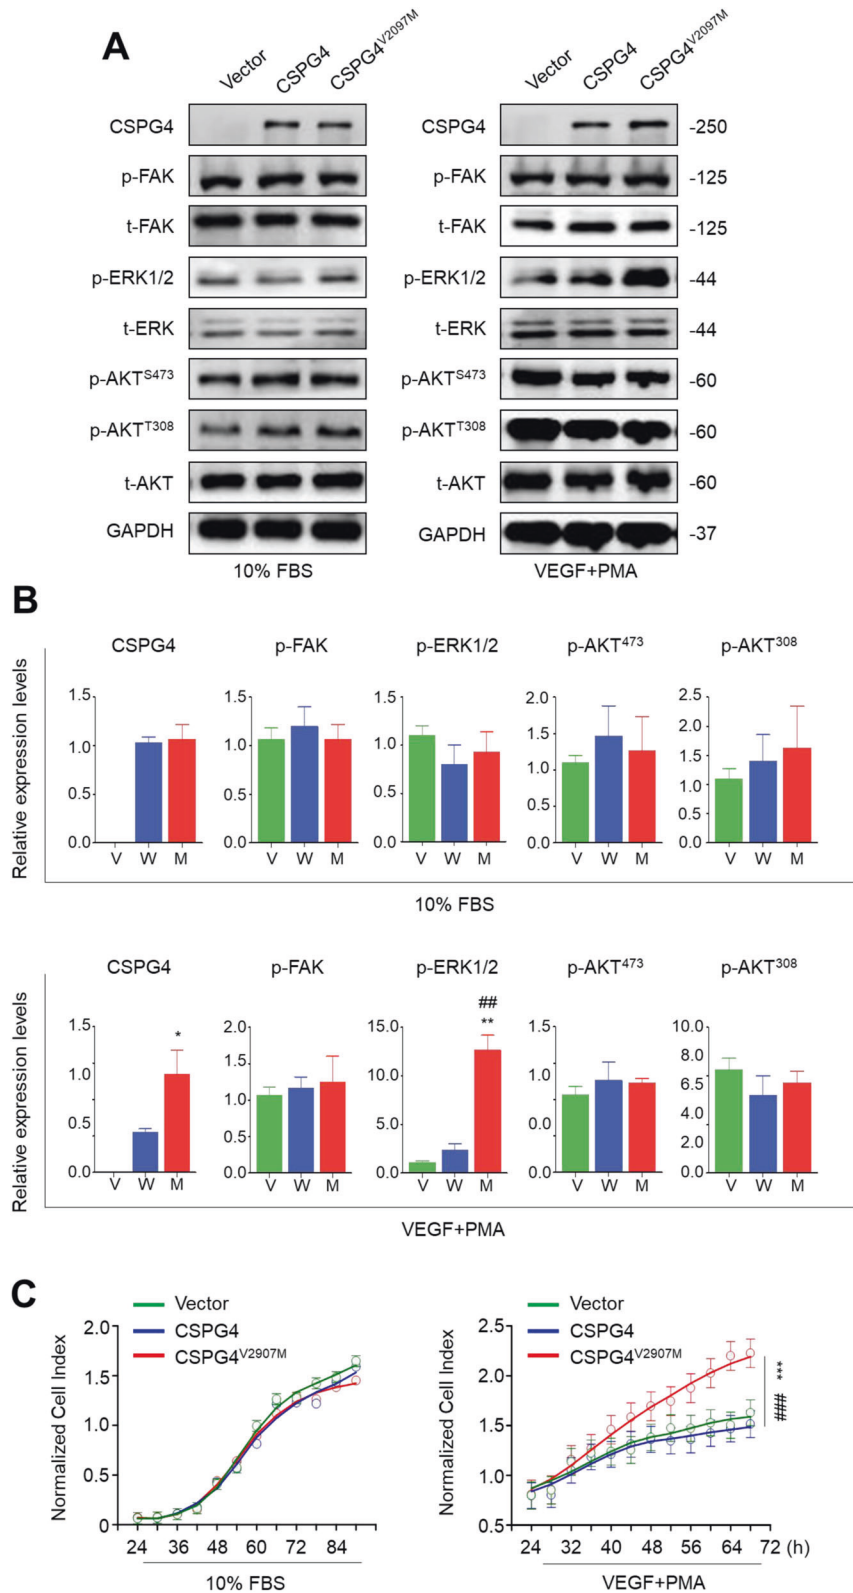 A
Vector CSPG4 CSPG4V2097M Vector CSPG4 CSPG4V2097M
CSPG4 CSPG4 -250
p-FAK p-FAK -125
t-FAK t-FAK -125
p-ERK1/2 p-ERK1/2 -44
t-ERK t-ERK -44
p-AKTS473 p-AKTS473 -60
p-AKTT308 p-AKTT308 -60
t-AKT t-AKT -60
GAPDH GAPDH -37
10% FBS VEGF+PMA
B
Relative expression levels
CSPG4 p-FAK p-ERK1/2 p-AKT473 p-AKT308
1.5 1.5 1.5 2.0 2.5
2.0
1.5
1.0 1.0 1.0 1.5
1.0
1.0
0.5 0.5 0.5 0.5
0.5
0.0 0.0 0.0 0.0 0.0
V W M V W M V W M V W M V W M
10% FBS
Relative expression levels
CSPG4 p-FAK p-ERK1/2 p-AKT473 p-AKT308
##
* **
1.5 2.0 15.0 1.5 10.0
8.0
1.5
1.0 10.0 1.0 6.5
1.0
4.0
0.5 5.0 0.5
0.5 2.0
0.0 0.0 0.0 0.0 0.0
V W M V W M V W M V W M V W M
VEGF+PMA
C
Vector Vector
CSPG4 CSPG4
CSPG4V2907M CSPG4V2907M
Normalized Cell Index
2.0
1.5
1.0
0.5
0.0
24 36 48 60 72 84
10% FBS
Normalized Cell Index
2.5
2.0
1.5
1.0
0.5
***
####
24 32 40 48 56 64 72 (h)
VEGF+PMA